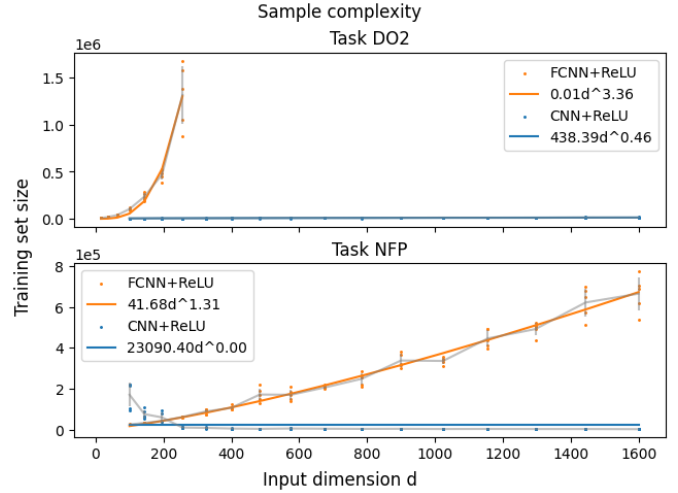 Sample complexity
Task DO2
1e6
1.5
1.0
0.5
0.0
FCNN+ReLU
0.01d^3.36
CNN+ReLU
438.39d^0.46
Training set size
Task NFP
1e5
8
6
4
2
0
FCNN+ReLU
41.68d^1.31
CNN+ReLU
23090.40d^0.00
0 200 400 600 800 1000 1200 1400 1600
Input dimension d